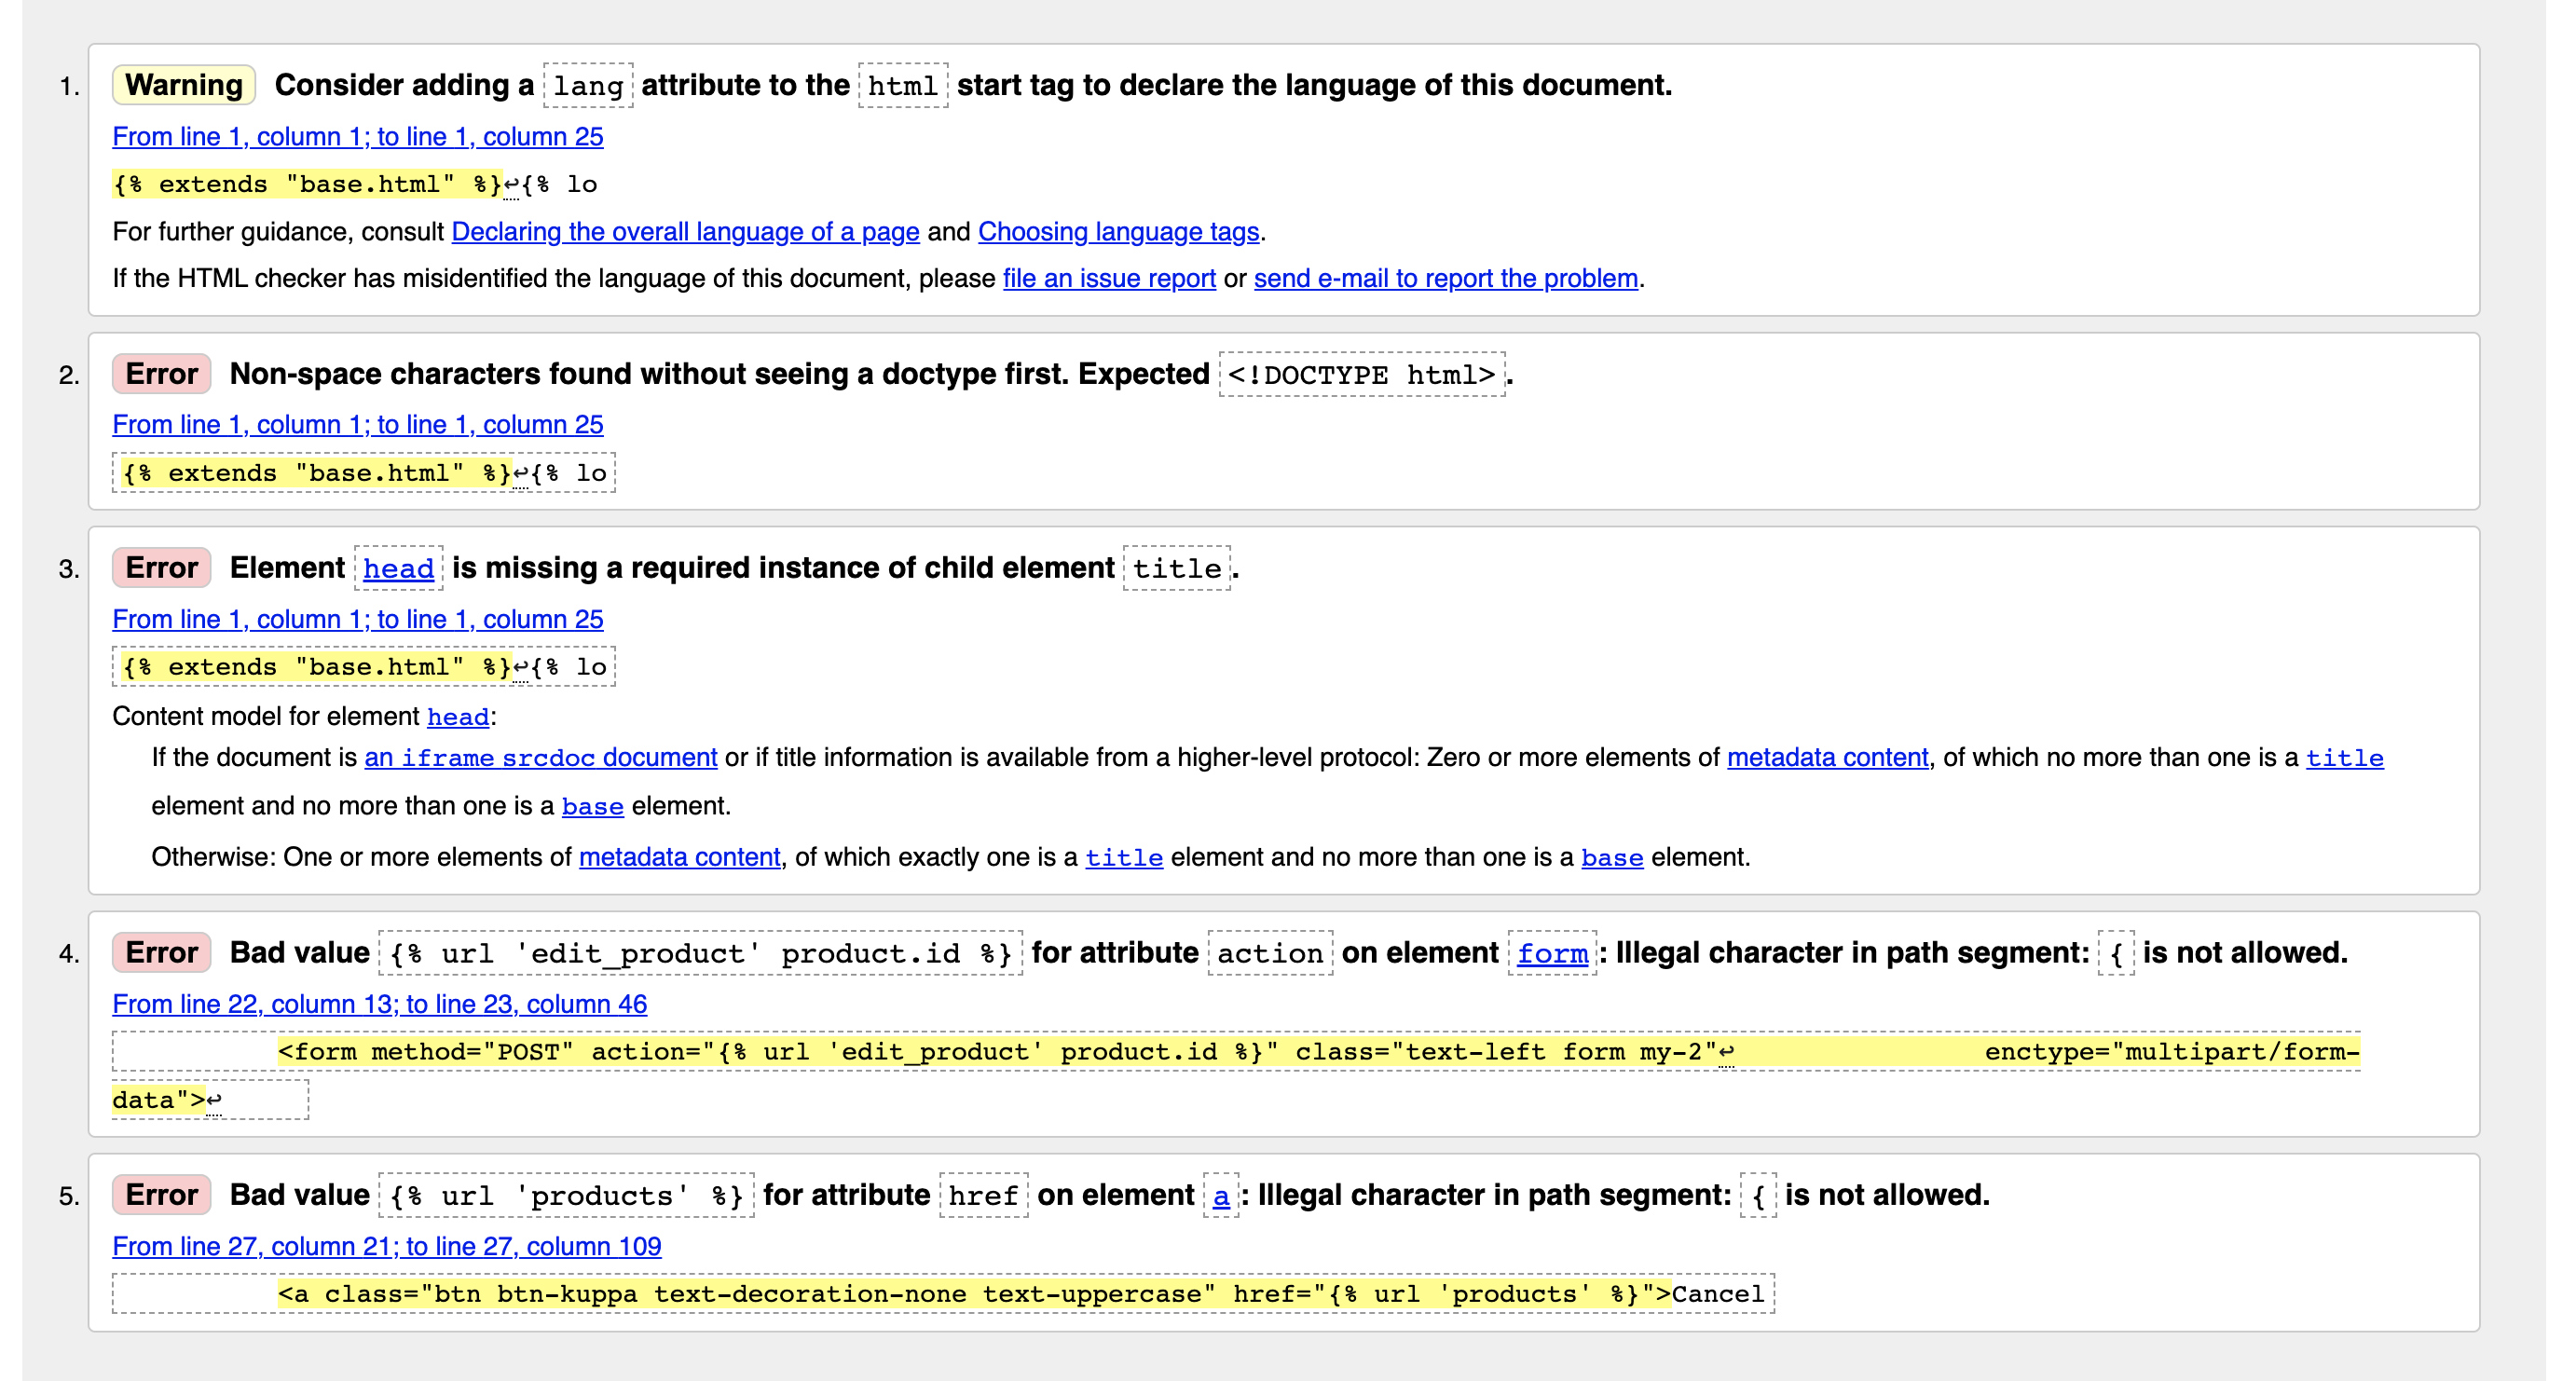 1. Warning Consider adding a lang attribute to the html start tag to declare the language of this document.
From line 1, column 1; to line 1, column 25
{% extends "base.html" %}↩{% lo
For further guidance, consult Declaring the overall language of a page and Choosing language tags.
If the HTML checker has misidentified the language of this document, please file an issue report or send e-mail to report the problem.
2. Error Non-space characters found without seeing a doctype first. Expected <!DOCTYPE html>.
From line 1, column 1; to line 1, column 25
{% extends "base.html" %}↩{% lo
3. Error Element head is missing a required instance of child element title.
From line 1, column 1; to line 1, column 25
{% extends "base.html" %}↩{% lo
Content model for element head:
If the document is an iframe srcdoc document or if title information is available from a higher-level protocol: Zero or more elements of metadata content, of which no more than one is a title
element and no more than one is a base element.
Otherwise: One or more elements of metadata content, of which exactly one is a title element and no more than one is a base element.
4. Error Bad value {% url 'edit_product' product.id %} for attribute action on element form: Illegal character in path segment: { is not allowed.
From line 22, column 13; to line 23, column 46
<form method="POST" action="{% url 'edit_product' product.id %}" class="text-left form my-2"↩ enctype="multipart/form-
data">↩
5. Error Bad value {% url 'products' %} for attribute href on element a: Illegal character in path segment: { is not allowed.
From line 27, column 21; to line 27, column 109
<a class="btn btn-kuppa text-decoration-none text-uppercase" href="{% url 'products' %}">Cancel